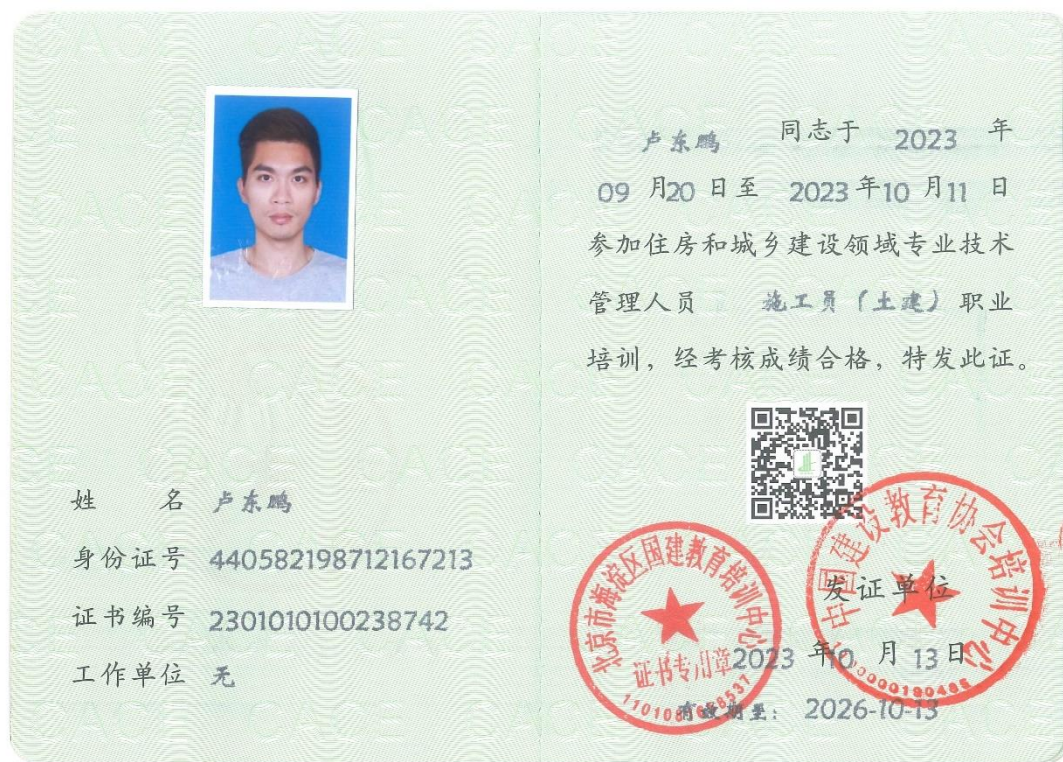 姓 名 卢东鹏
身份证号 440582198712167213
证书编号 2301010100238742
工作单位 无
卢东鹏 同志于 2023 年
09 月20 日至 2023 年10 月11 日
参加住房和城乡建设领域专业技术
管理人员 施工员（土建）职业
培训，经考核成绩合格，特发此证。
北京市海淀区国建教育培训中心
证书专用章
中国建设教育协会培训中心
发证单位
2023 年10 月 13 日
有效期至： 2026-10-13
CACE